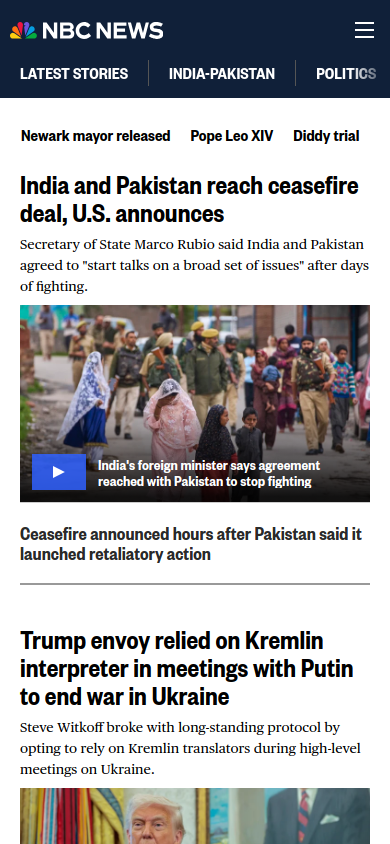 NBC NEWS
LATEST STORIES INDIA-PAKISTAN POLITICS
Newark mayor released Pope Leo XIV Diddy trial
India and Pakistan reach ceasefire
deal, U.S. announces
Secretary of State Marco Rubio said India and Pakistan
agreed to "start talks on a broad set of issues" after days
of fighting.
India's foreign minister says agreement
reached with Pakistan to stop fighting
Ceasefire announced hours after Pakistan said it
launched retaliatory action
Trump envoy relied on Kremlin
interpreter in meetings with Putin
to end war in Ukraine
Steve Witkoff broke with long-standing protocol by
opting to rely on Kremlin translators during high-level
meetings on Ukraine.